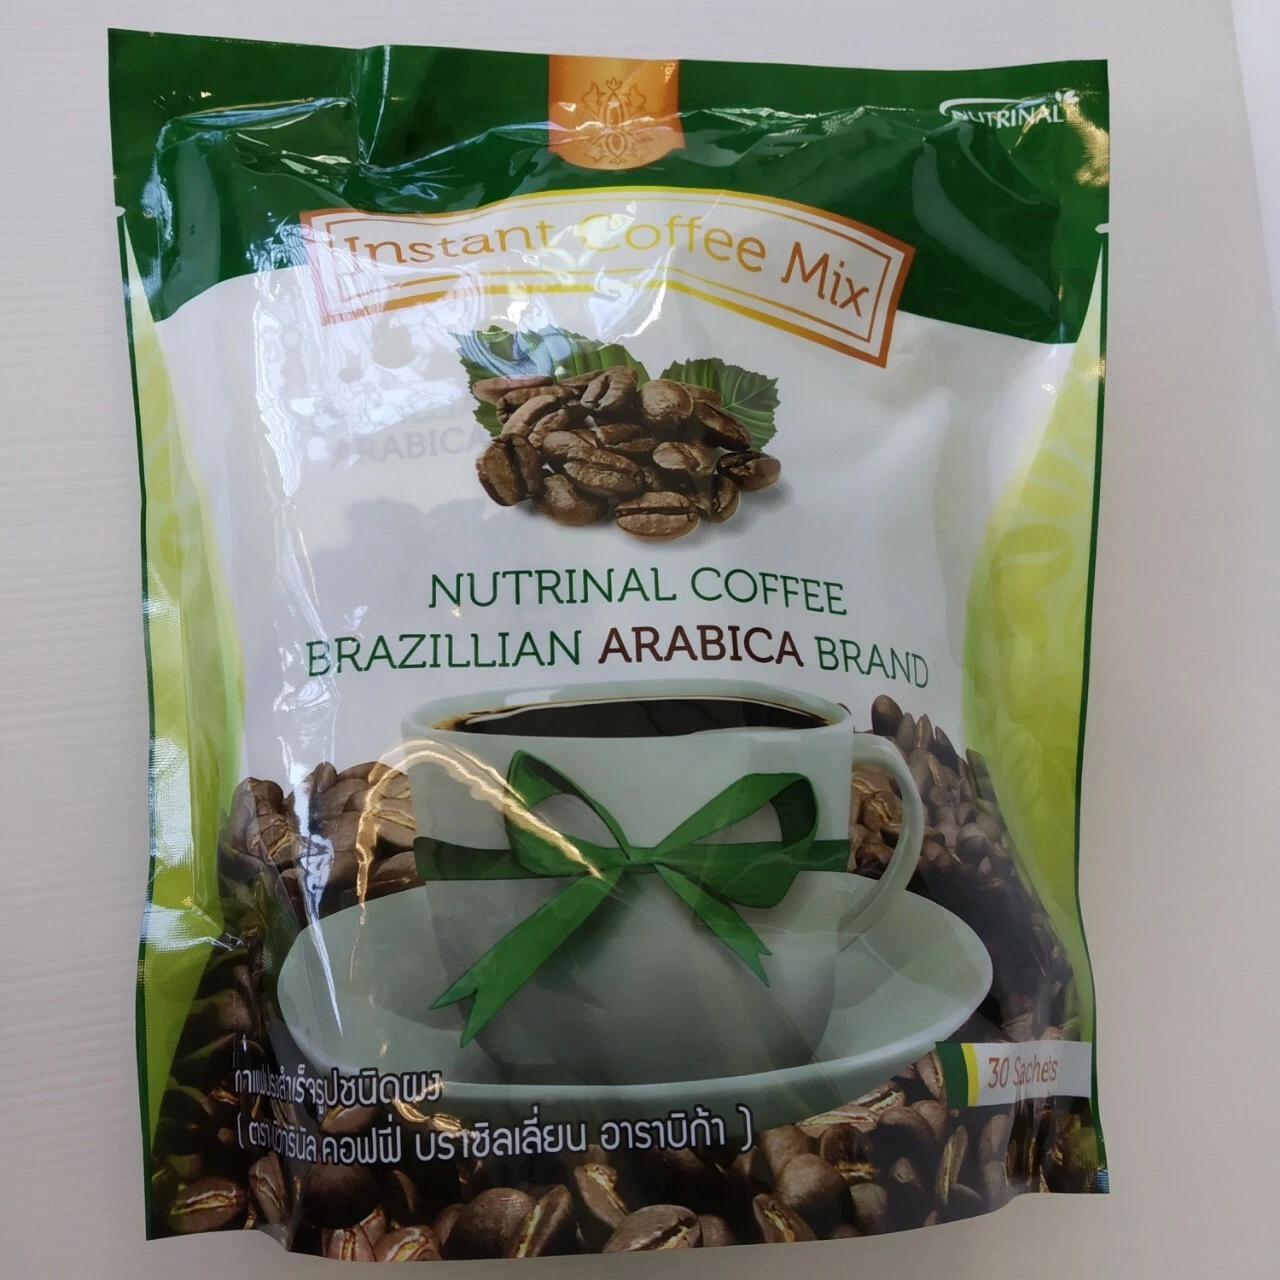 NUTRINAL
Instant Coffee Mix
ARABICA
NUTRINAL COFFEE
BRAZILLIAN ARABICA BRAND
30 Sachets
กาแฟปรุงสำเร็จรูปชนิดผง
( ตรา นิวทรินัล คอฟฟี่ บราซิลเลี่ยน อาราบิก้า )